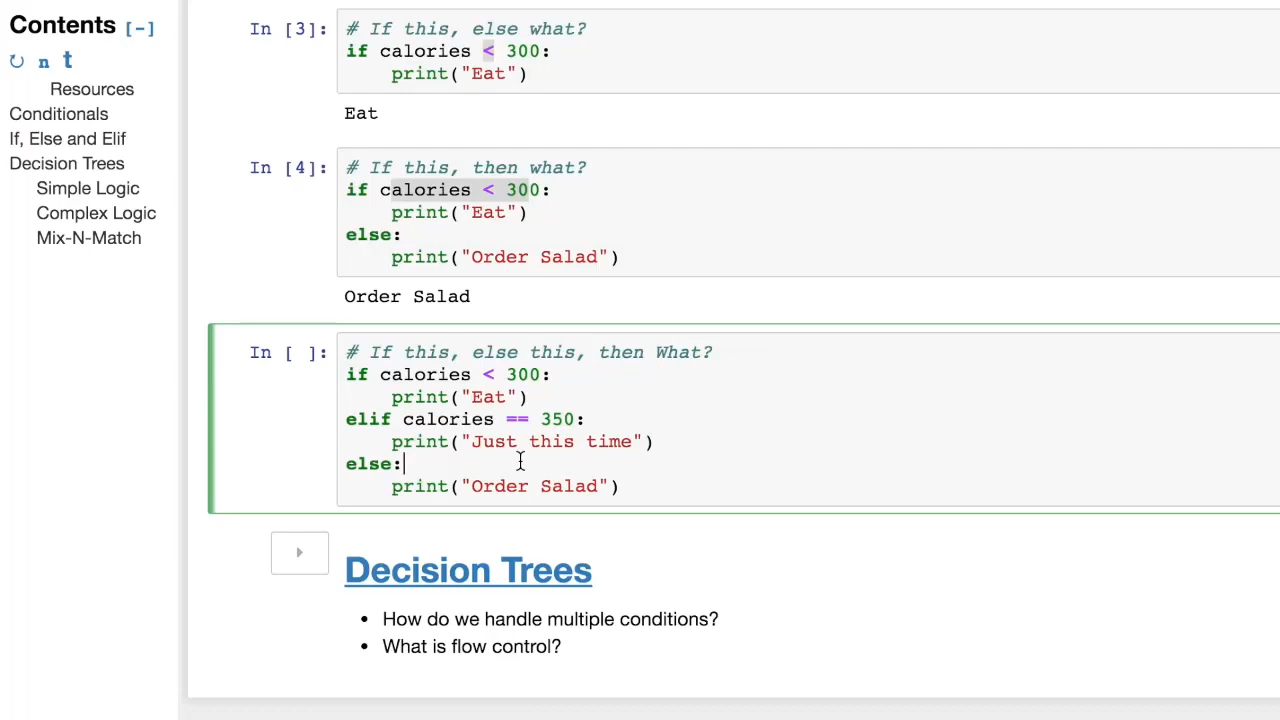 Contents [-]
n t
Resources
Conditionals
If, Else and Elif
Decision Trees
Simple Logic
Complex Logic
Mix-N-Match
In [3]:
# If this, else what?
if calories < 300:
    print("Eat")
Eat
In [4]:
# If this, then what?
if calories < 300:
    print("Eat")
else:
    print("Order Salad")
Order Salad
In [ ]:
# If this, else this, then What?
if calories < 300:
    print("Eat")
elif calories == 350:
    print("Just this time")
else:
    print("Order Salad")
Decision Trees
• How do we handle multiple conditions?
• What is flow control?